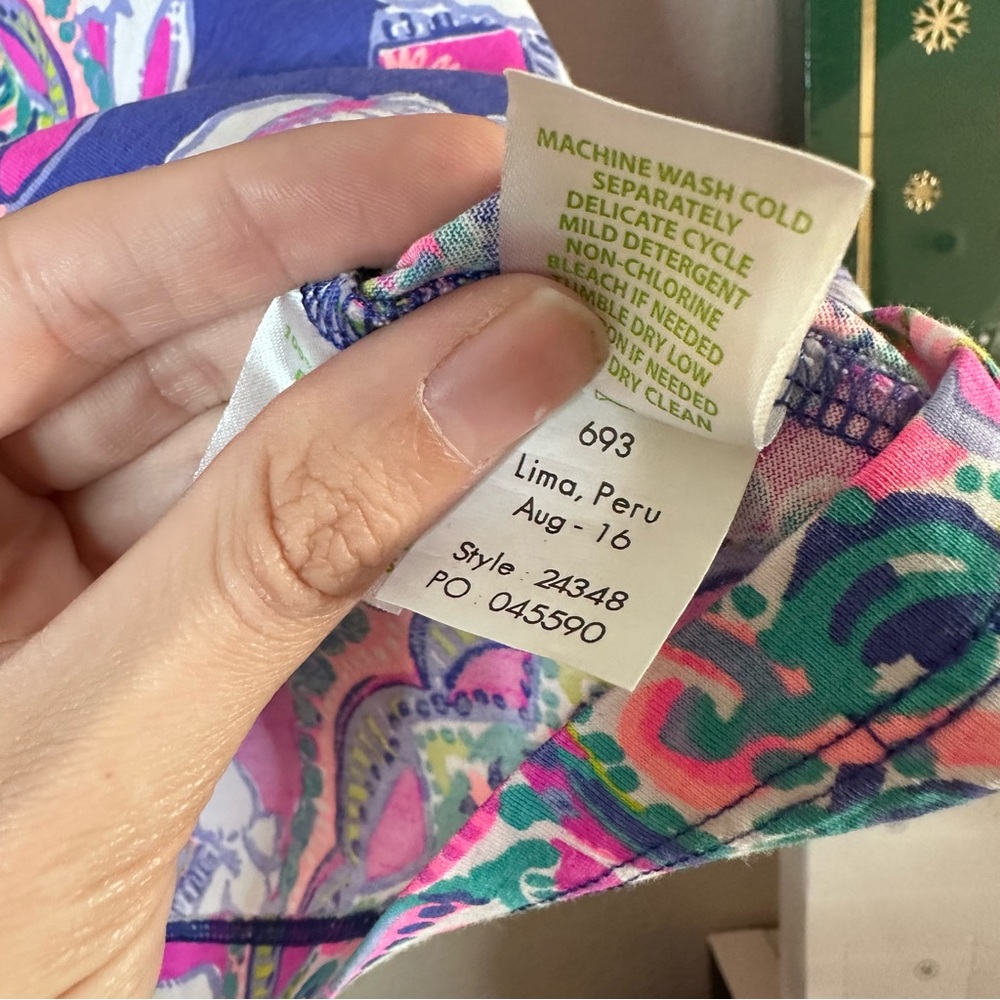 MACHINE WASH COLD
SEPARATELY
DELICATE CYCLE
MILD DETERGENT
NON-CHLORINE
BLEACH IF NEEDED
TUMBLE DRY LOW
IF NEEDED
DRY CLEAN
693
Lima, Peru
Aug - 16
Style : 24348
PO : 045590